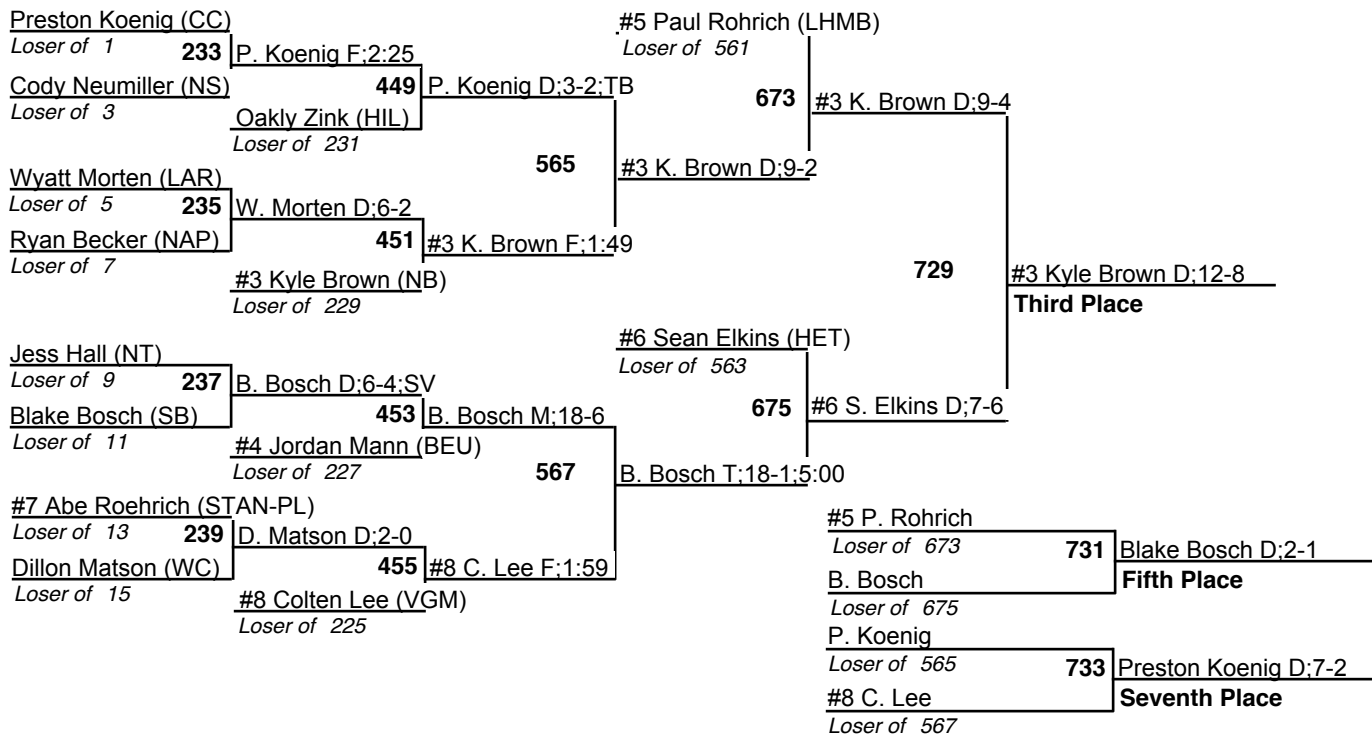 Preston Koenig (CC)
Loser of 1
233
P. Koenig F;2:25
Cody Neumiller (NS)
Loser of 3
449
P. Koenig D;3-2;TB
Oakly Zink (HIL)
Loser of 231
565
Wyatt Morten (LAR)
Loser of 5
235
W. Morten D;6-2
Ryan Becker (NAP)
Loser of 7
451
#3 K. Brown F;1:49
#3 Kyle Brown (NB)
Loser of 229
#5 Paul Rohrich (LHMB)
Loser of 561
673
#3 K. Brown D;9-4
#3 K. Brown D;9-2
729
#3 Kyle Brown D;12-8
Third Place
Jess Hall (NT)
Loser of 9
237
B. Bosch D;6-4;SV
Blake Bosch (SB)
Loser of 11
453
B. Bosch M;18-6
#4 Jordan Mann (BEU)
Loser of 227
567
#7 Abe Roehrich (STAN-PL)
Loser of 13
239
D. Matson D;2-0
Dillon Matson (WC)
Loser of 15
455
#8 C. Lee F;1:59
#8 Colten Lee (VGM)
Loser of 225
#6 Sean Elkins (HET)
Loser of 563
675
#6 S. Elkins D;7-6
B. Bosch T;18-1;5:00
#5 P. Rohrich
Loser of 673
731
Blake Bosch D;2-1
Fifth Place
B. Bosch
Loser of 675
P. Koenig
Loser of 565
733
Preston Koenig D;7-2
Seventh Place
#8 C. Lee
Loser of 567